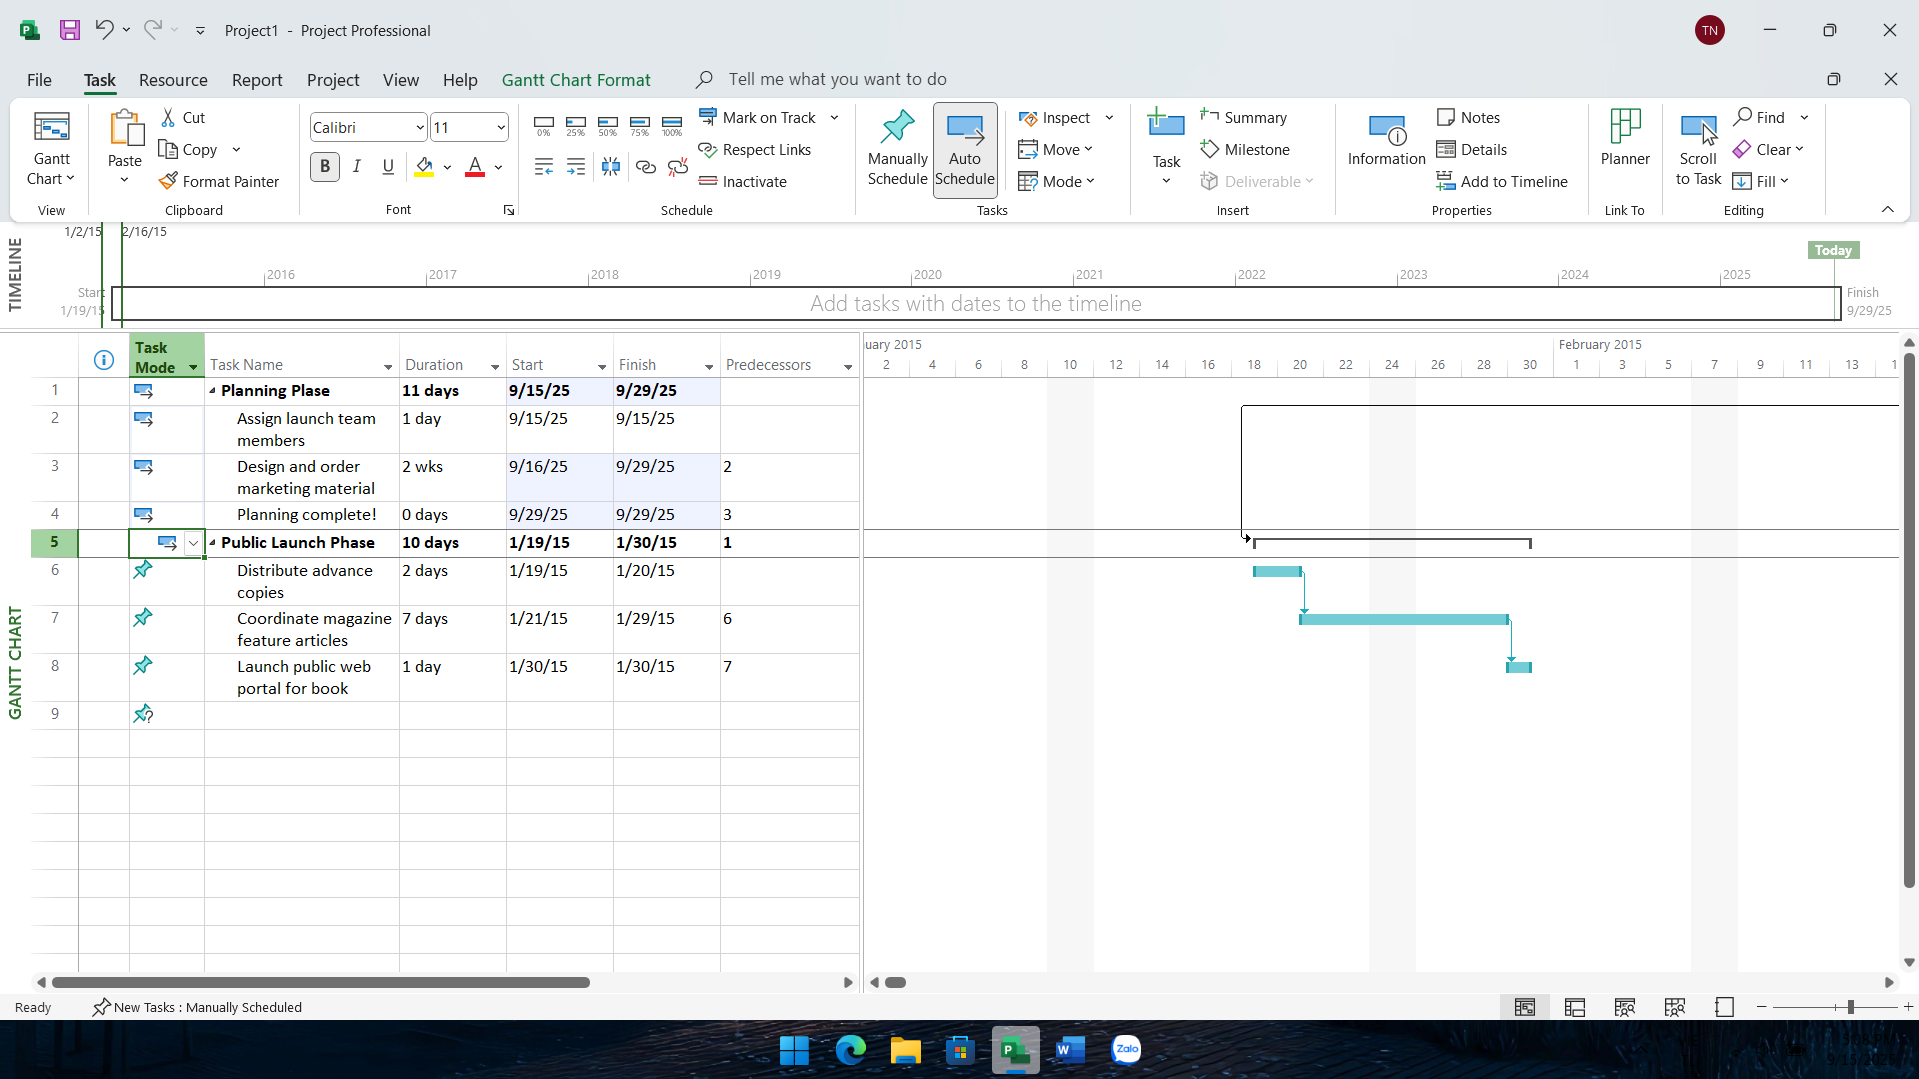 Project1 - Project Professional
TN
File Task Resource Report Project View Help Gantt Chart Format Tell me what you want to do
Gantt Chart
View
Paste
Cut
Copy
Format Painter
Clipboard
Calibri 11
B I U A
Font
0% 25% 50% 75% 100%
Mark on Track
Respect Links
Inactivate
Schedule
Manually Schedule
Auto Schedule
Inspect
Move
Mode
Tasks
Task
Summary
Milestone
Deliverable
Insert
Information
Notes
Details
Add to Timeline
Properties
Planner
Link To
Scroll to Task
Find
Clear
Fill
Editing
TIMELINE
1/2/15 2/16/15
Today
2016 2017 2018 2019 2020 2021 2022 2023 2024 2025
Start
1/19/15
Add tasks with dates to the timeline
Finish
9/29/25
GANTT CHART
Task Mode Task Name Duration Start Finish Predecessors
1 Planning Plase 11 days 9/15/25 9/29/25
2 Assign launch team members 1 day 9/15/25 9/15/25
3 Design and order marketing material 2 wks 9/16/25 9/29/25 2
4 Planning complete! 0 days 9/29/25 9/29/25 3
5 Public Launch Phase 10 days 1/19/15 1/30/15 1
6 Distribute advance copies 2 days 1/19/15 1/20/15
7 Coordinate magazine feature articles 7 days 1/21/15 1/29/15 6
8 Launch public web portal for book 1 day 1/30/15 1/30/15 7
9
uary 2015 February 2015
2 4 6 8 10 12 14 16 18 20 22 24 26 28 30 1 3 5 7 9 11 13 1
Ready New Tasks : Manually Scheduled
Zalo